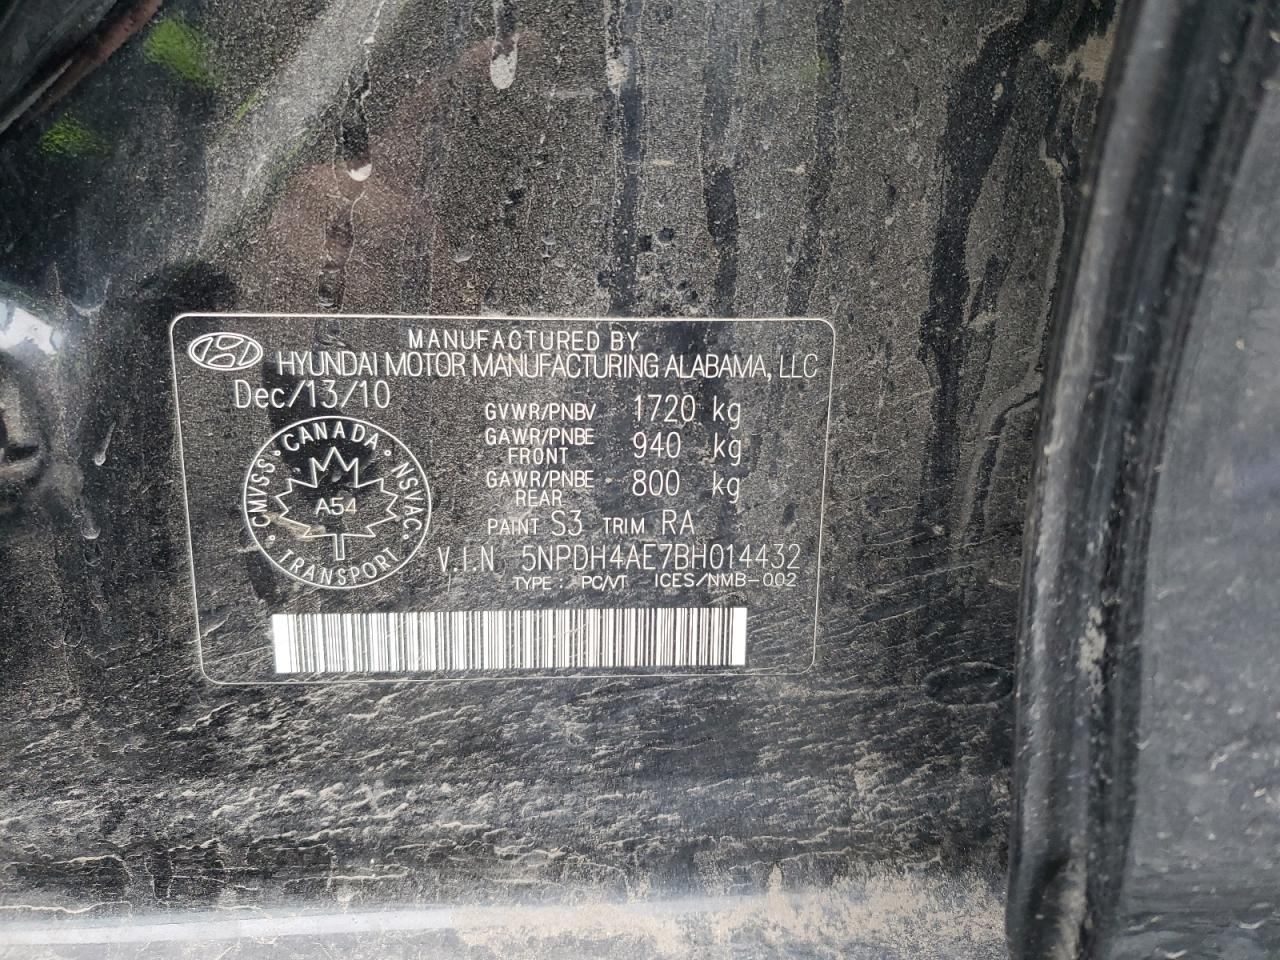 MANUFACTURED BY
HYUNDAI MOTOR MANUFACTURING ALABAMA, LLC
Dec/13/10
GVWR/PNBV 1720 kg
GAWR/PNBE FRONT 940 kg
GAWR/PNBE REAR 800 kg
PAINT S3 TRIM RA
V.I.N 5NPDH4AE7BH014432
TYPE : PC/VT ICES/NMB-002
CANADA · NSVAC · TRANSPORT · CMVSS ·
A54